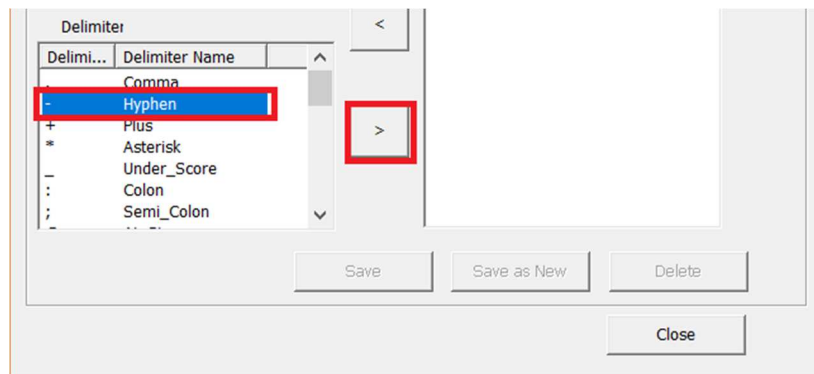 Delimiter
<
Delimi... Delimiter Name
, Comma
- Hyphen
+ Plus
>
* Asterisk
_ Under_Score
: Colon
; Semi_Colon
Save Save as New Delete
Close